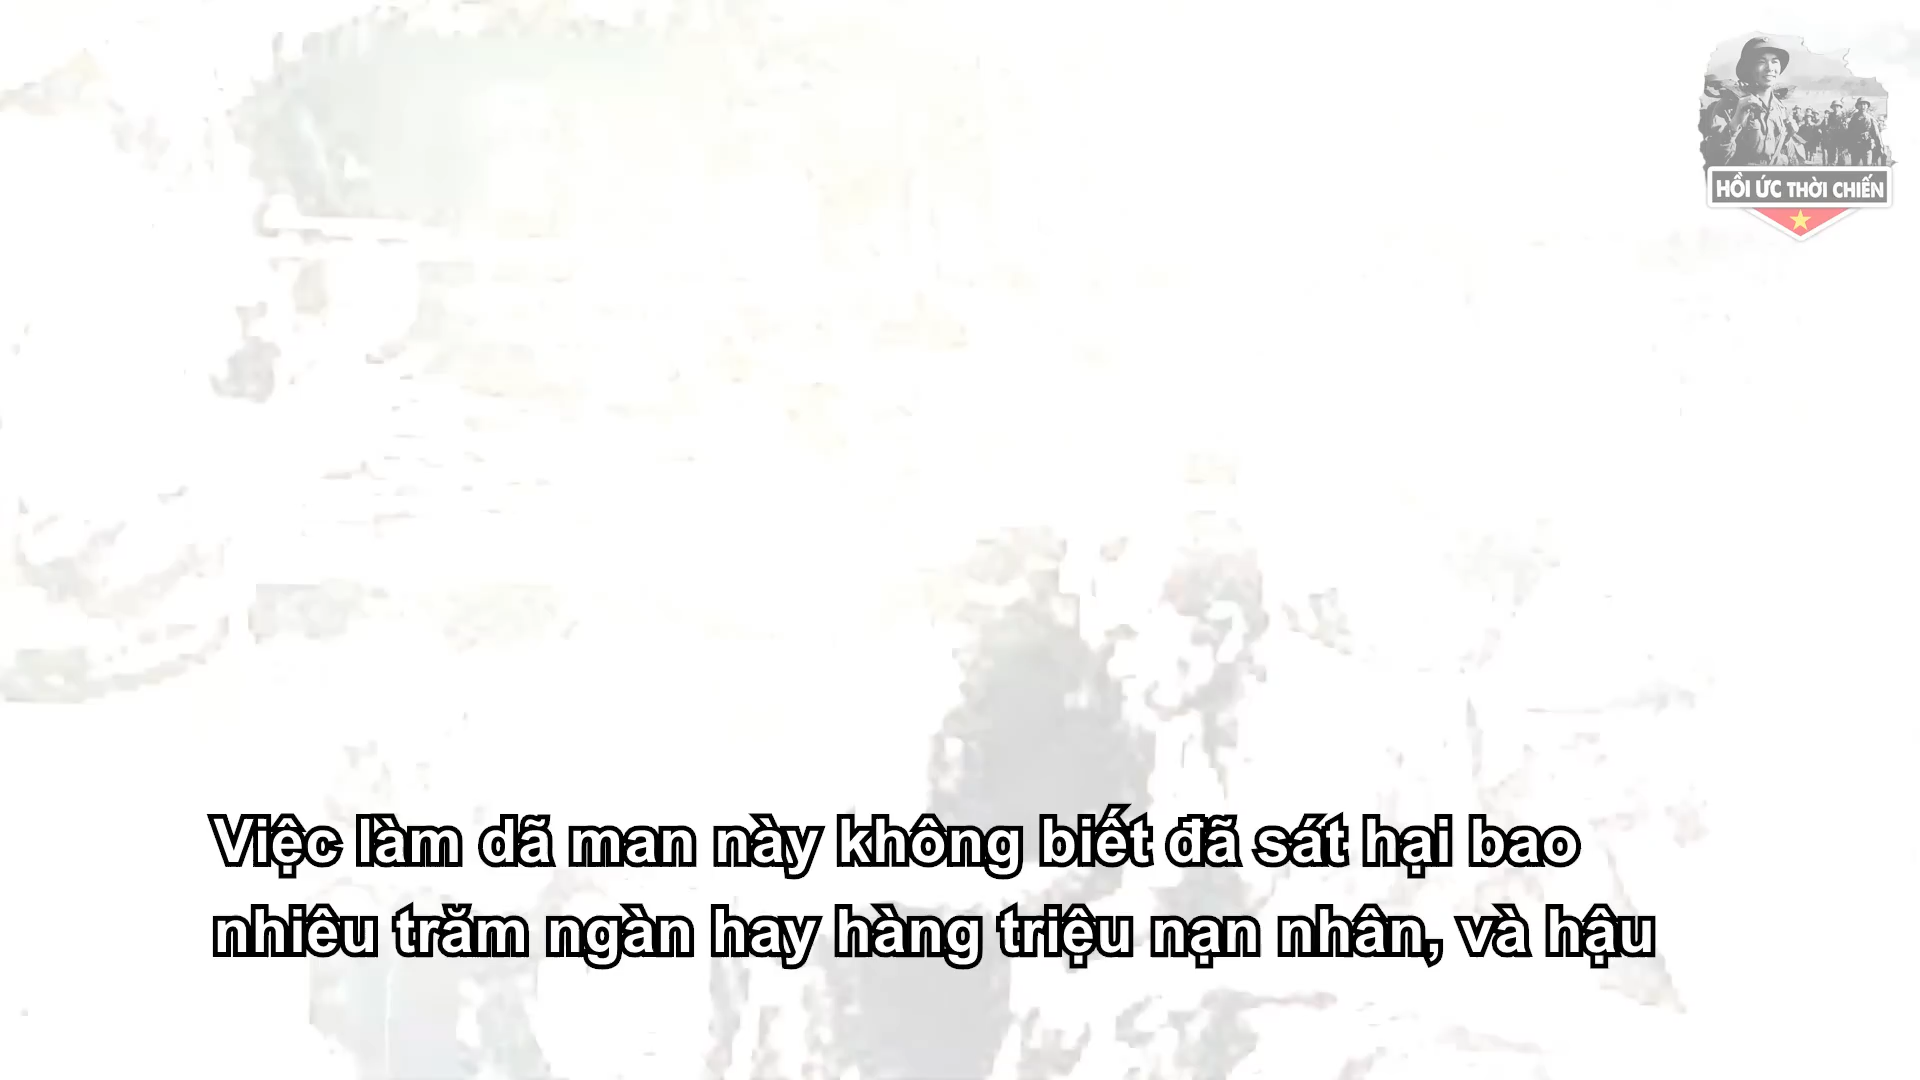 HỒI ỨC THỜI CHIẾN
Việc làm dã man này không biết đã sát hại bao
nhiêu trăm ngàn hay hàng triệu nạn nhân, và hậu